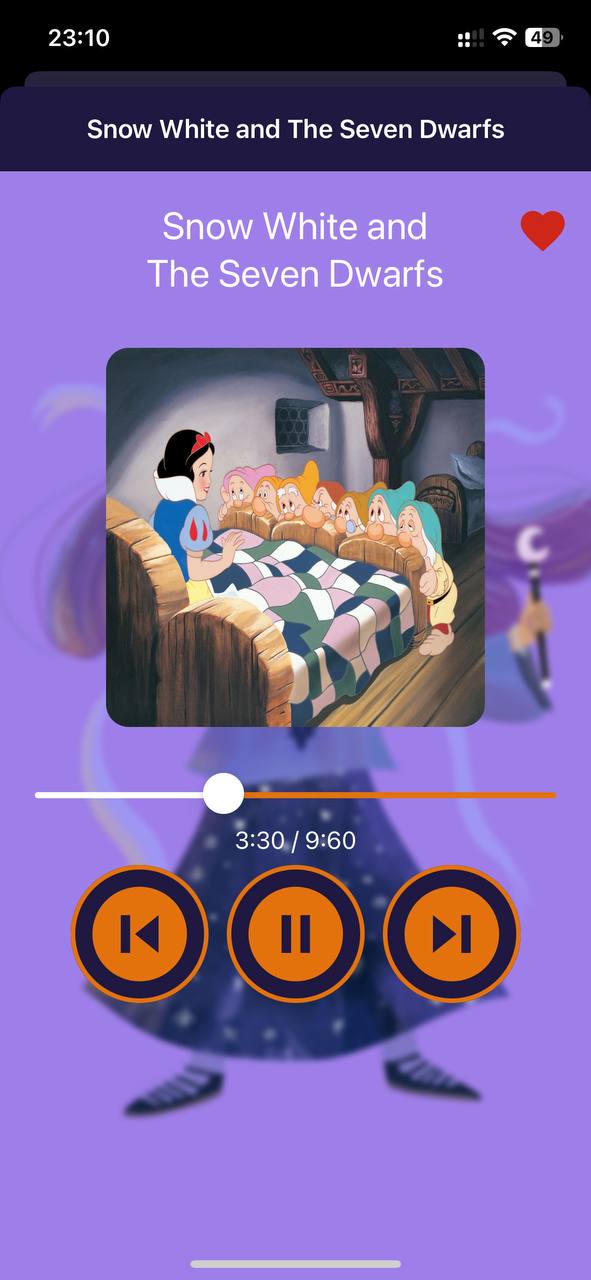 23:10
49
Snow White and The Seven Dwarfs
Snow White and
The Seven Dwarfs
3:30 / 9:60